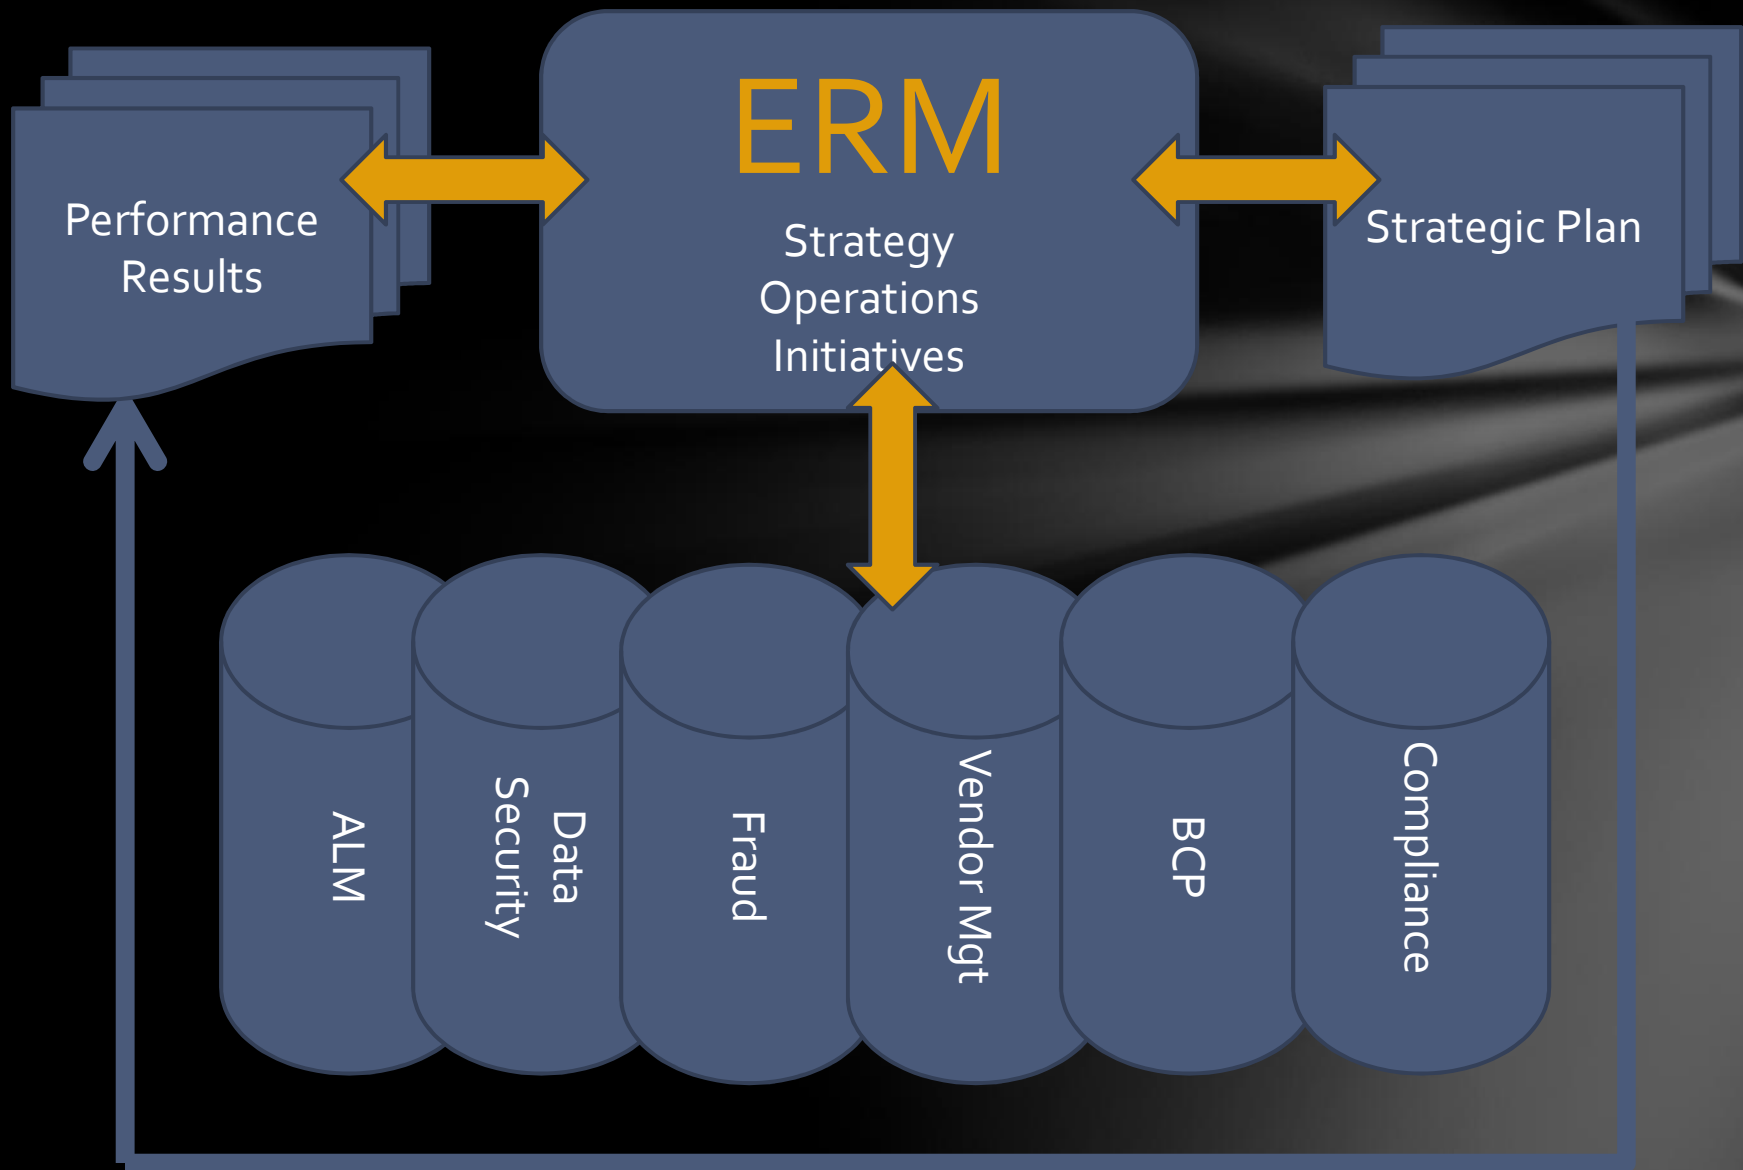 ERM
Strategy
Operations
Initiatives
Performance
Results
Strategic Plan
ALM
Data
Security
Fraud
Vendor Mgt
BCP
Compliance